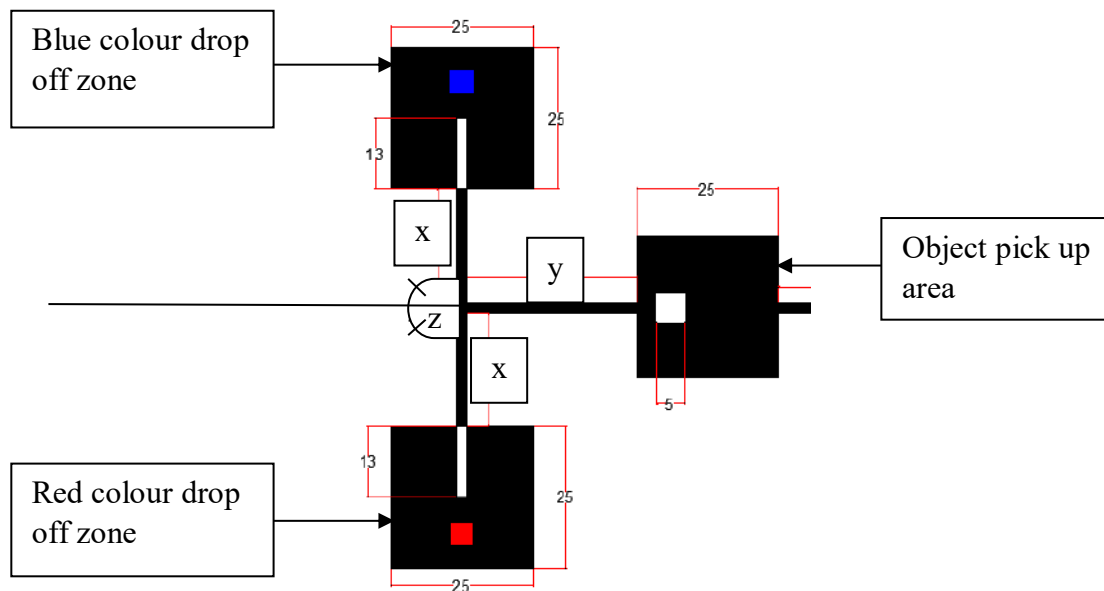 25
Blue colour drop
off zone
25
13
25
x
Object pick up
area
y
z
x
5
13
Red colour drop
off zone
25
25